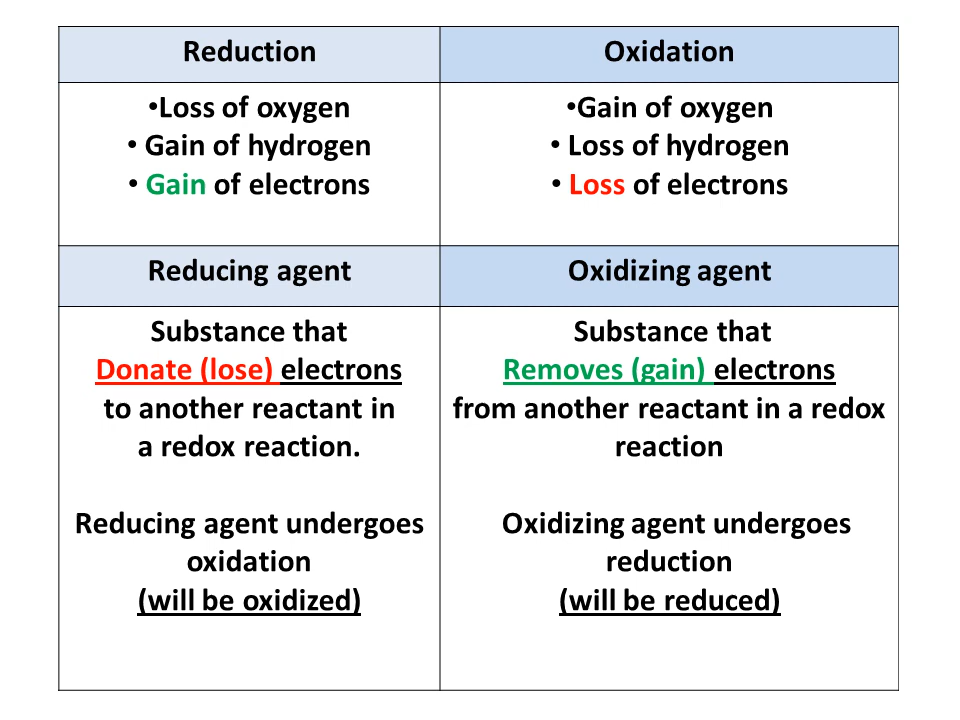 Reduction
Oxidation
•Loss of oxygen
• Gain of hydrogen
• Gain of electrons
•Gain of oxygen
• Loss of hydrogen
• Loss of electrons
Reducing agent
Oxidizing agent
Substance that
Donate (lose) electrons
to another reactant in
a redox reaction.
Reducing agent undergoes
oxidation
(will be oxidized)
Substance that
Removes (gain) electrons
from another reactant in a redox
reaction
Oxidizing agent undergoes
reduction
(will be reduced)